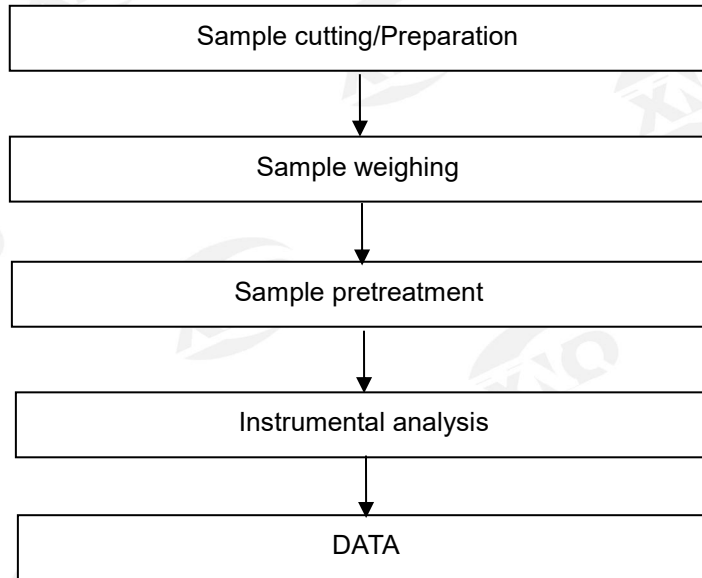 Sample cutting/Preparation
Sample weighing
Sample pretreatment
Instrumental analysis
DATA